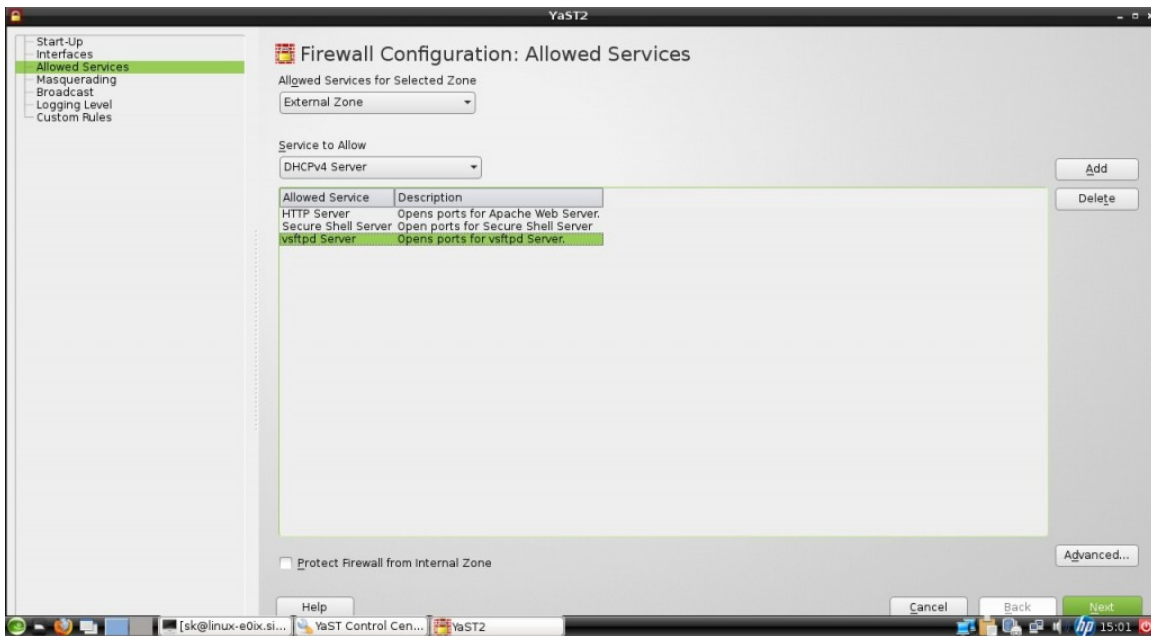 YaST2
Start-Up
Interfaces
Allowed Services
Masquerading
Broadcast
Logging Level
Custom Rules
Firewall Configuration: Allowed Services
Allowed Services for Selected Zone
External Zone
Service to Allow
DHCPv4 Server
Add
Allowed Service Description
Delete
HTTP Server Opens ports for Apache Web Server.
Secure Shell Server Open ports for Secure Shell Server
vsftpd Server Opens ports for vsftpd Server.
Protect Firewall from Internal Zone
Advanced...
Help Cancel Back Next
[sk@linux-e0ix.si... YaST Control Cen... YaST2 hp 15:01